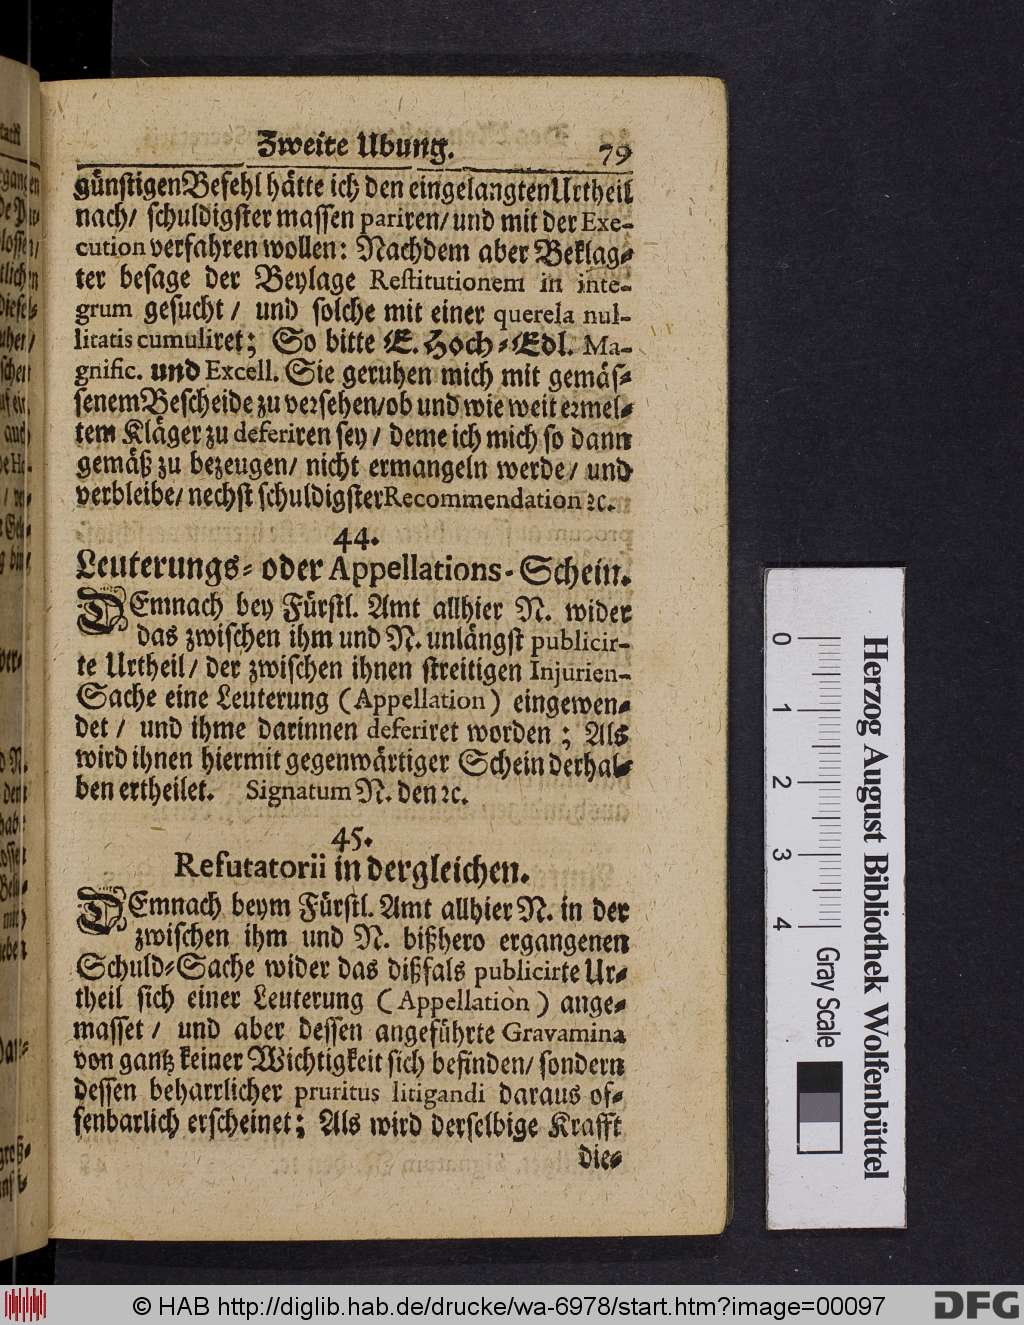 Zweite Ubung. 79
günstigen Befehl hätte ich den eingelangten Urtheil
nach/ schuldigster massen pariren/ und mit der Exe-
cution verfahren wollen: Nachdem aber Beklag-
ter besage der Beylage Restitutionem in inte-
grum gesucht / und solche mit einer querela nul-
litatis cumuliret; So bitte E. Hoch-Edl. Ma-
gnific. und Excell. Sie geruhen mich mit gemäs-
senem Bescheide zu versehen/ ob und wie weit ermel-
tem Kläger zu deferiren sey / deme ich mich so dann
gemäß zu bezeugen/ nicht ermangeln werde/ und
verbleibe/ nechst schuldigster Recommendation ꝛc.
44.
Leuterungs- oder Appellations-Schein.
DEmnach bey Fürstl. Amt allhier N. wider
das zwischen ihm und N. unlängst publicir-
te Urtheil/ der zwischen ihnen streitigen Injurien-
Sache eine Leuterung (Appellation) eingewen-
det / und ihme darinnen deferiret worden ; Als
wird ihnen hiermit gegenwärtiger Schein derhal-
ben ertheilet. Signatum N. den ꝛc.
45.
Refutatorii in dergleichen.
DEmnach beym Fürstl. Amt allhier N. in der
zwischen ihm und N. bißhero ergangenen
Schuld-Sache wider das dißfals publicirte Ur-
theil sich einer Leuterung (Appellation) ange-
masset / und aber dessen angeführte Gravamina
von gantz keiner Wichtigkeit sich befinden/ sondern
dessen beharrlicher pruritus litigandi daraus of-
fenbarlich erscheinet; Als wird derselbige Krafft
die-
0 1 2 3 4
Gray Scale
Herzog August Bibliothek Wolfenbüttel
© HAB http://diglib.hab.de/drucke/wa-6978/start.htm?image=00097
DFG